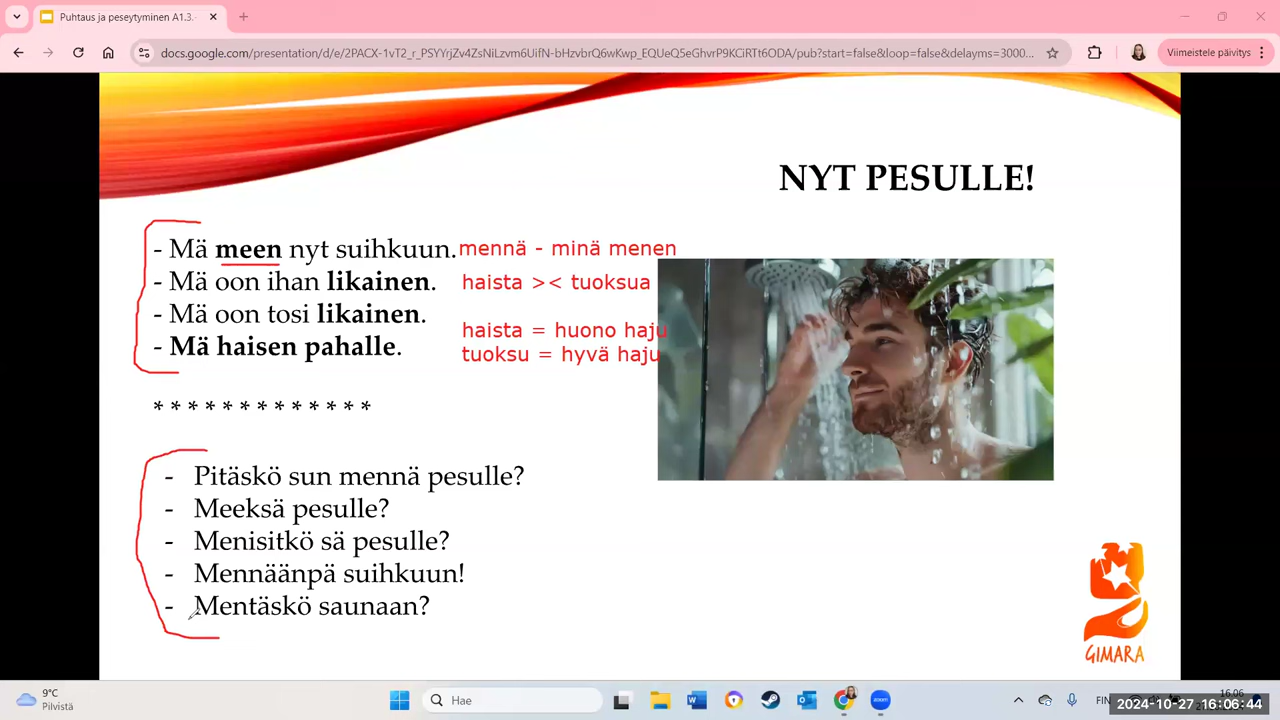 Puhtaus ja peseytyminen A1.3.
docs.google.com/presentation/d/e/2PACX-1vT2_r_PSYYrjZv4ZsNiLzvm6UifN-bHzvbrQ6wKwp_EQUeQ5eGhvrP9KCiRTt6ODA/pub?start=false&loop=false&delayms=3000...
Viimeistele päivitys
NYT PESULLE!
- Mä meen nyt suihkuun. mennä - minä menen
- Mä oon ihan likainen. haista >< tuoksua
- Mä oon tosi likainen.
haista = huono haju
- Mä haisen pahalle.
tuoksu = hyvä haju
* * * * * * * * * * * * *
- Pitäskö sun mennä pesulle?
- Meeksä pesulle?
- Menisitkö sä pesulle?
- Mennäänpä suihkuun!
- Mentäskö saunaan?
GIMARA
9°C
Pilvistä
Hae
zoom
FIN
16.06
2024-10-27 16:06:44